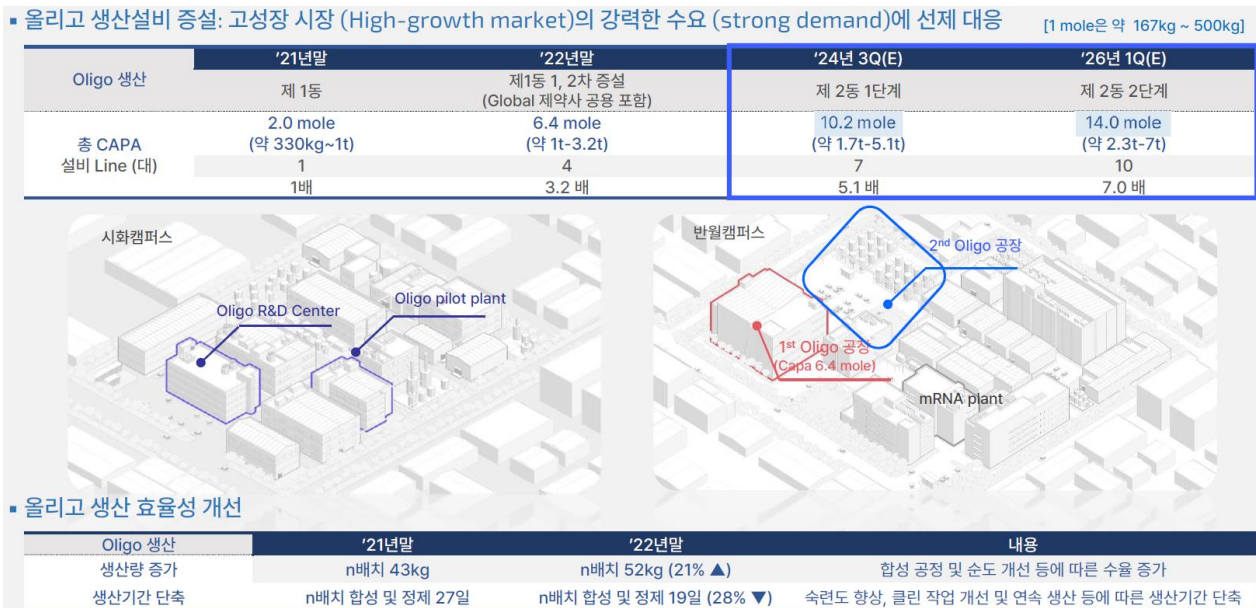 ▪ 올리고 생산설비 증설: 고성장 시장 (High-growth market)의 강력한 수요 (strong demand)에 선제 대응 [1 mole은 약 167kg ~ 500kg]
Oligo 생산 '21년말 '22년말 '24년 3Q(E) '26년 1Q(E)
제 1동 제1동 1, 2차 증설 (Global 제약사 공용 포함) 제 2동 1단계 제 2동 2단계
총 CAPA 2.0 mole 6.4 mole 10.2 mole 14.0 mole
(약 330kg~1t) (약 1t-3.2t) (약 1.7t-5.1t) (약 2.3t-7t)
설비 Line (대) 1 4 7 10
1배 3.2 배 5.1 배 7.0 배
시화캠퍼스
Oligo R&D Center
Oligo pilot plant
반월캠퍼스
2nd Oligo 공장
1st Oligo 공장
(Capa 6.4 mole)
mRNA plant
▪ 올리고 생산 효율성 개선
Oligo 생산 '21년말 '22년말 내용
생산량 증가 n배치 43kg n배치 52kg (21% ▲) 합성 공정 및 순도 개선 등에 따른 수율 증가
생산기간 단축 n배치 합성 및 정제 27일 n배치 합성 및 정제 19일 (28% ▼) 숙련도 향상, 클린 작업 개선 및 연속 생산 등에 따른 생산기간 단축